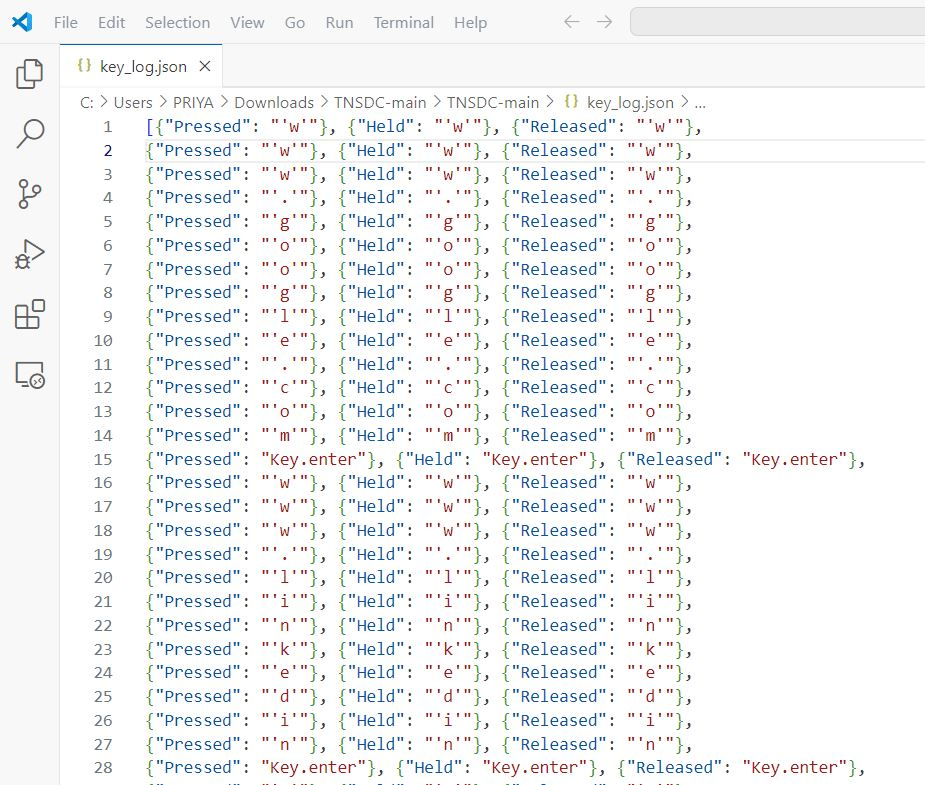 File Edit Selection View Go Run Terminal Help
{} key_log.json
C: > Users > PRIYA > Downloads > TNSDC-main > TNSDC-main > {} key_log.json > ...
1 [{"Pressed": "'w'"}, {"Held": "'w'"}, {"Released": "'w'"},
2 {"Pressed": "'w'"}, {"Held": "'w'"}, {"Released": "'w'"},
3 {"Pressed": "'w'"}, {"Held": "'w'"}, {"Released": "'w'"},
4 {"Pressed": "'.'"}, {"Held": "'.'"}, {"Released": "'.'"},
5 {"Pressed": "'g'"}, {"Held": "'g'"}, {"Released": "'g'"},
6 {"Pressed": "'o'"}, {"Held": "'o'"}, {"Released": "'o'"},
7 {"Pressed": "'o'"}, {"Held": "'o'"}, {"Released": "'o'"},
8 {"Pressed": "'g'"}, {"Held": "'g'"}, {"Released": "'g'"},
9 {"Pressed": "'l'"}, {"Held": "'l'"}, {"Released": "'l'"},
10 {"Pressed": "'e'"}, {"Held": "'e'"}, {"Released": "'e'"},
11 {"Pressed": "'.'"}, {"Held": "'.'"}, {"Released": "'.'"},
12 {"Pressed": "'c'"}, {"Held": "'c'"}, {"Released": "'c'"},
13 {"Pressed": "'o'"}, {"Held": "'o'"}, {"Released": "'o'"},
14 {"Pressed": "'m'"}, {"Held": "'m'"}, {"Released": "'m'"},
15 {"Pressed": "Key.enter"}, {"Held": "Key.enter"}, {"Released": "Key.enter"},
16 {"Pressed": "'w'"}, {"Held": "'w'"}, {"Released": "'w'"},
17 {"Pressed": "'w'"}, {"Held": "'w'"}, {"Released": "'w'"},
18 {"Pressed": "'w'"}, {"Held": "'w'"}, {"Released": "'w'"},
19 {"Pressed": "'.'"}, {"Held": "'.'"}, {"Released": "'.'"},
20 {"Pressed": "'l'"}, {"Held": "'l'"}, {"Released": "'l'"},
21 {"Pressed": "'i'"}, {"Held": "'i'"}, {"Released": "'i'"},
22 {"Pressed": "'n'"}, {"Held": "'n'"}, {"Released": "'n'"},
23 {"Pressed": "'k'"}, {"Held": "'k'"}, {"Released": "'k'"},
24 {"Pressed": "'e'"}, {"Held": "'e'"}, {"Released": "'e'"},
25 {"Pressed": "'d'"}, {"Held": "'d'"}, {"Released": "'d'"},
26 {"Pressed": "'i'"}, {"Held": "'i'"}, {"Released": "'i'"},
27 {"Pressed": "'n'"}, {"Held": "'n'"}, {"Released": "'n'"},
28 {"Pressed": "Key.enter"}, {"Held": "Key.enter"}, {"Released": "Key.enter"},